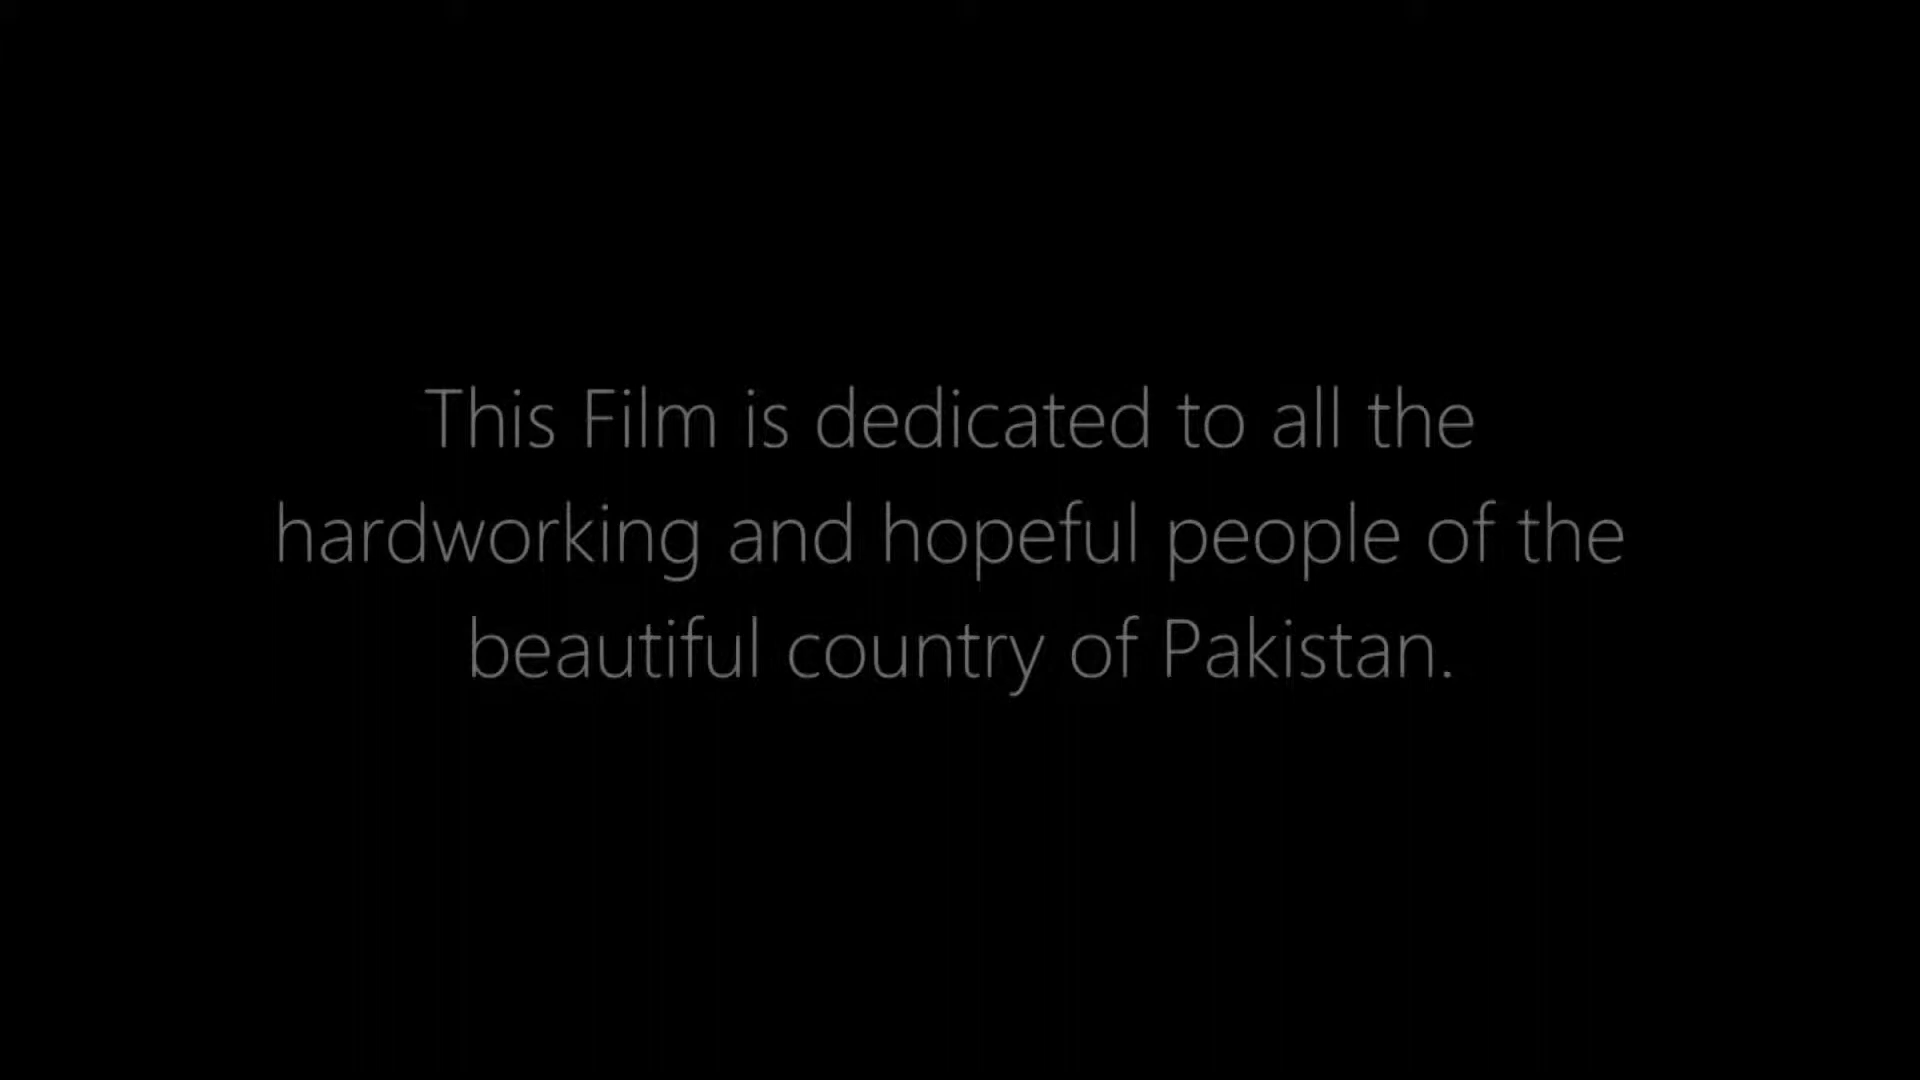 This Film is dedicated to all the
hardworking and hopeful people of the
beautiful country of Pakistan.